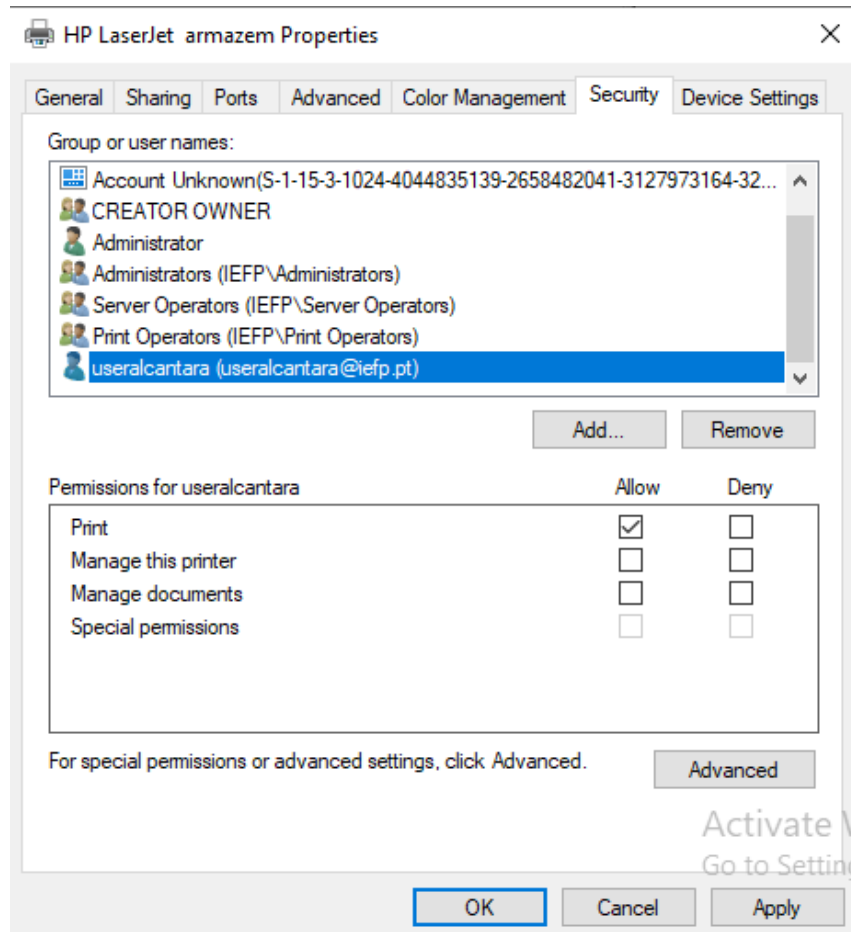 HP LaserJet armazem Properties
General Sharing Ports Advanced Color Management Security Device Settings
Group or user names:
Account Unknown(S-1-15-3-1024-4044835139-2658482041-3127973164-32...
CREATOR OWNER
Administrator
Administrators (IEFP\Administrators)
Server Operators (IEFP\Server Operators)
Print Operators (IEFP\Print Operators)
useralcantara (useralcantara@iefp.pt)
Add... Remove
Permissions for useralcantara Allow Deny
Print
Manage this printer
Manage documents
Special permissions
For special permissions or advanced settings, click Advanced.
Advanced
Activate
Go to
OK Cancel Apply